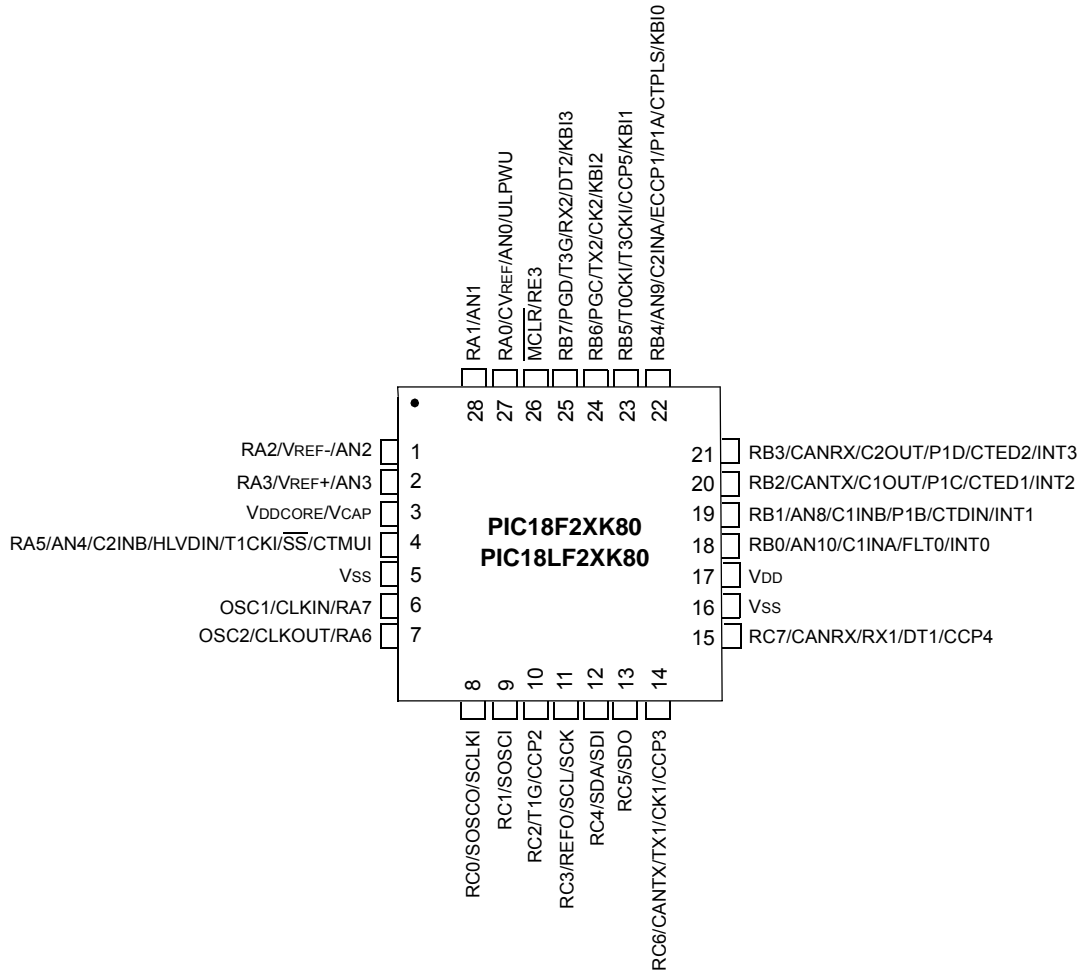 RA1/AN1
RA0/CVREF/AN0/ULPWU
MCLR/RE3
RB7/PGD/T3G/RX2/DT2/KBI3
RB6/PGC/TX2/CK2/KBI2
RB5/T0CKI/T3CKI/CCP5/KBI1
RB4/AN9/C2INA/ECCP1/P1A/CTPLS/KBI0
28
27
26
25
24
23
22
RA2/VREF-/AN2 1
RA3/VREF+/AN3 2
VDDCORE/VCAP 3
RA5/AN4/C2INB/HLVDIN/T1CKI/SS/CTMUI 4
VSS 5
OSC1/CLKIN/RA7 6
OSC2/CLKOUT/RA6 7
PIC18F2XK80
PIC18LF2XK80
21 RB3/CANRX/C2OUT/P1D/CTED2/INT3
20 RB2/CANTX/C1OUT/P1C/CTED1/INT2
19 RB1/AN8/C1INB/P1B/CTDIN/INT1
18 RB0/AN10/C1INA/FLT0/INT0
17 VDD
16 VSS
15 RC7/CANRX/RX1/DT1/CCP4
8
9
10
11
12
13
14
RC0/SOSCO/SCLKI
RC1/SOSCI
RC2/T1G/CCP2
RC3/REFO/SCL/SCK
RC4/SDA/SDI
RC5/SDO
RC6/CANTX/TX1/CK1/CCP3